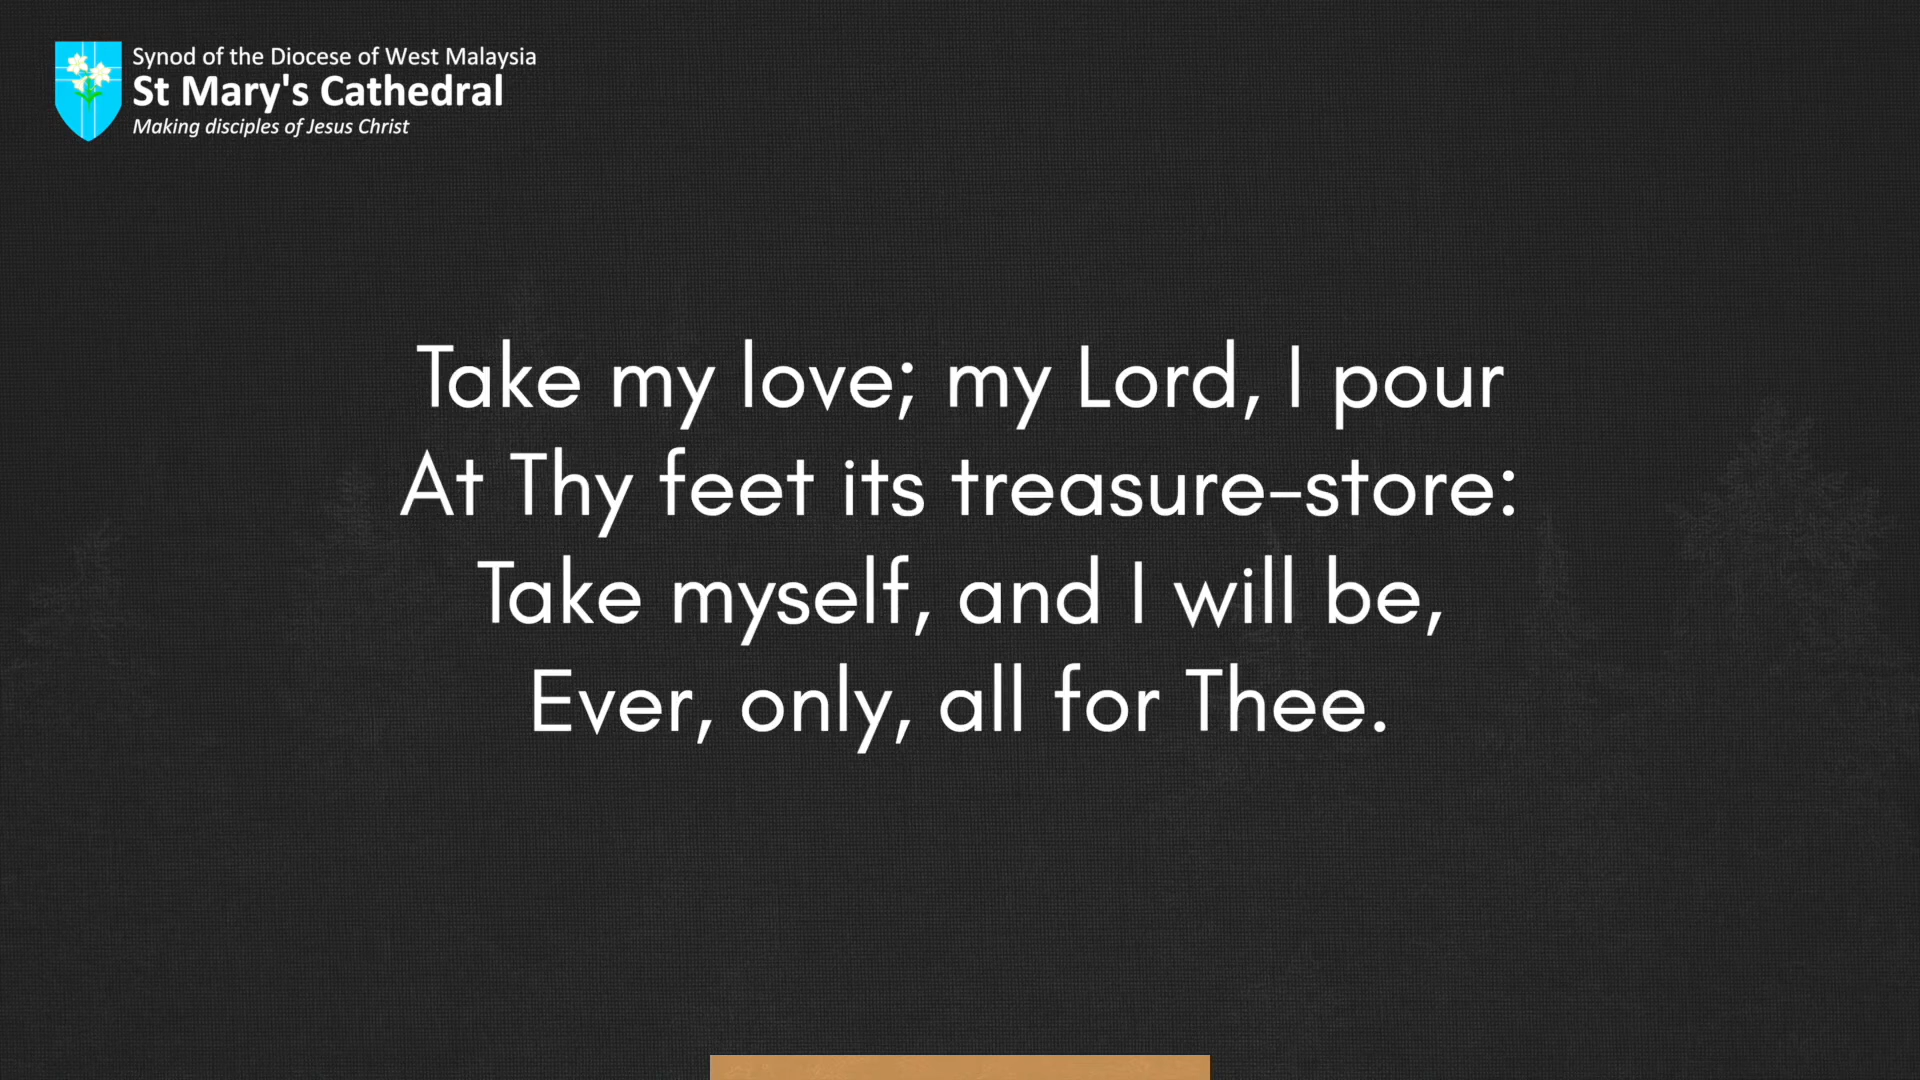 Synod of the Diocese of West Malaysia
St Mary's Cathedral
Making disciples of Jesus Christ
Take my love; my Lord, I pour
At Thy feet its treasure-store:
Take myself, and I will be,
Ever, only, all for Thee.